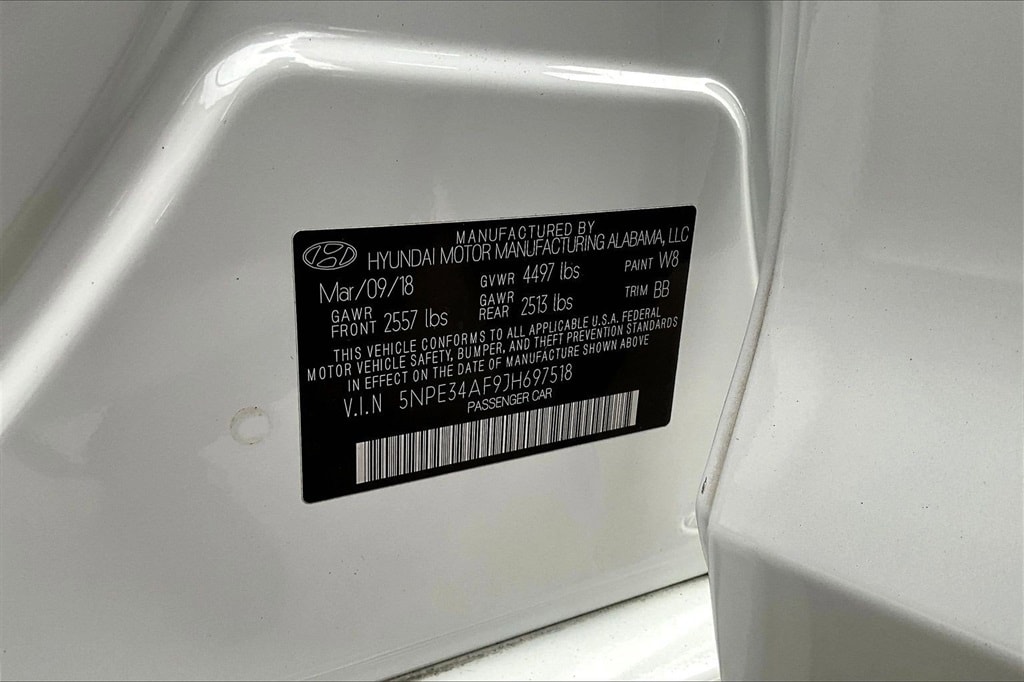 MANUFACTURED BY
HYUNDAI MOTOR MANUFACTURING ALABAMA, LLC
Mar/09/18 GVWR 4497 lbs PAINT W8
GAWR FRONT 2557 lbs GAWR REAR 2513 lbs TRIM BB
THIS VEHICLE CONFORMS TO ALL APPLICABLE U.S.A. FEDERAL
MOTOR VEHICLE SAFETY, BUMPER, AND THEFT PREVENTION STANDARDS
IN EFFECT ON THE DATE OF MANUFACTURE SHOWN ABOVE
V.I.N 5NPE34AF9JH697518
PASSENGER CAR